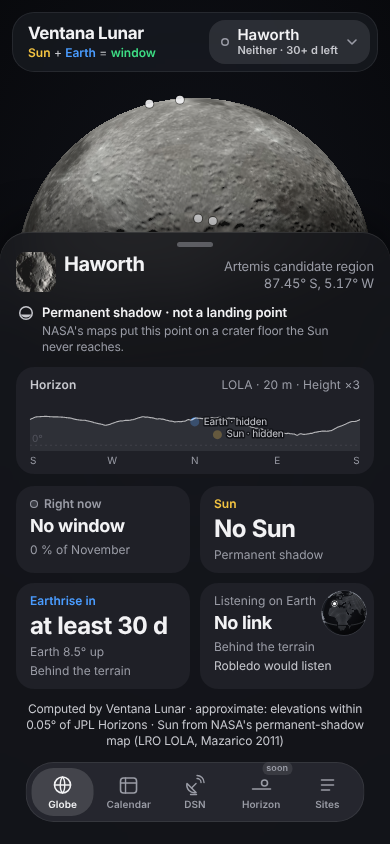 Ventana Lunar
Sun + Earth = window
Haworth
Neither · 30+ d left
Haworth
Artemis candidate region
87.45° S, 5.17° W
Permanent shadow · not a landing point
NASA's maps put this point on a crater floor the Sun
never reaches.
Horizon
LOLA · 20 m · Height ×3
Earth · hidden
Sun · hidden
0°
S W N E S
Right now
No window
0 % of November
Sun
No Sun
Permanent shadow
Earthrise in
at least 30 d
Earth 8.5° up
Behind the terrain
Listening on Earth
No link
Behind the terrain
Robledo would listen
Computed by Ventana Lunar · approximate: elevations within
0.05° of JPL Horizons · Sun from NASA's permanent-shadow
map (LRO LOLA, Mazarico 2011)
soon
Globe Calendar DSN Horizon Sites